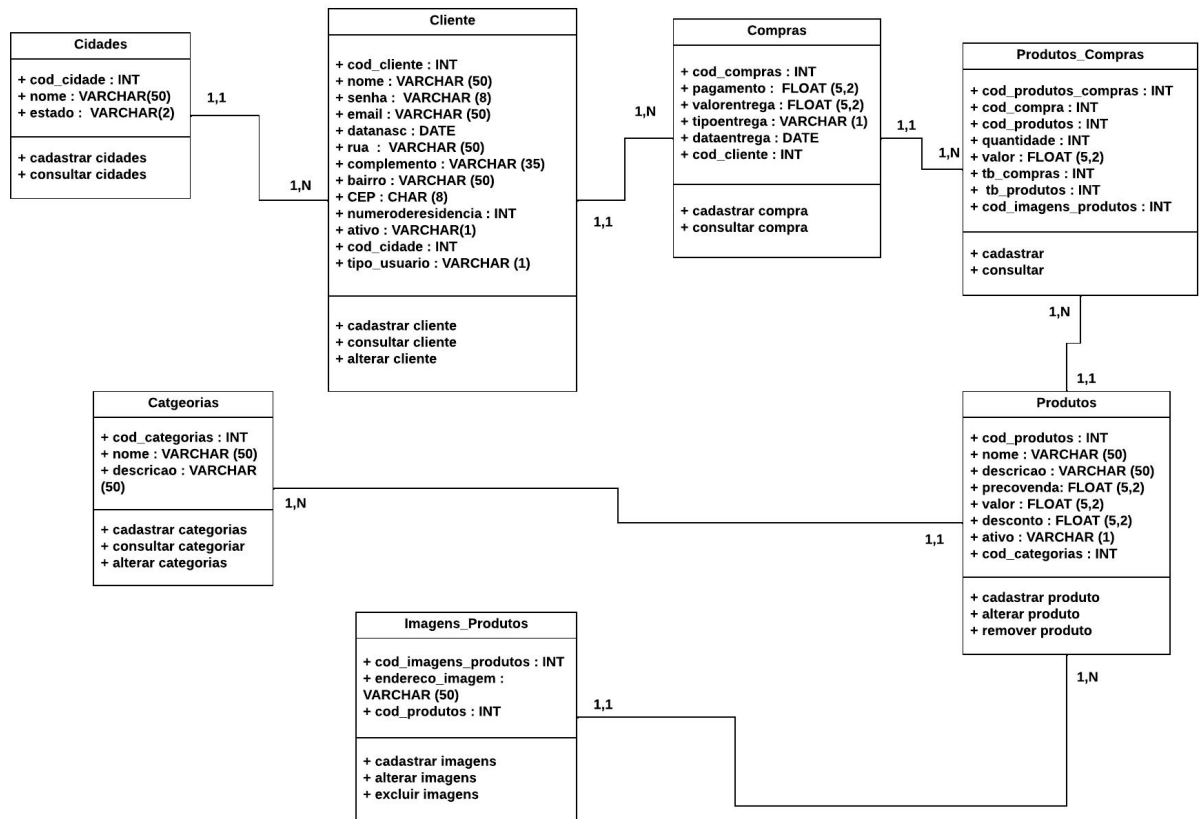 Cidades
+ cod_cidade : INT
+ nome : VARCHAR(50)
+ estado :  VARCHAR(2)
+ cadastrar cidades
+ consultar cidades
1,1
1,N
Cliente
+ cod_cliente : INT
+ nome : VARCHAR (50)
+ senha :  VARCHAR (8)
+ email : VARCHAR (50)
+ datanasc : DATE
+ rua  :  VARCHAR (50)
+ complemento : VARCHAR (35)
+ bairro : VARCHAR (50)
+ CEP : CHAR (8)
+ numeroderesidencia : INT
+ ativo : VARCHAR(1)
+ cod_cidade : INT
+ tipo_usuario : VARCHAR (1)
+ cadastrar cliente
+ consultar cliente
+ alterar cliente
1,N
1,1
Compras
+ cod_compras : INT
+ pagamento :  FLOAT (5,2)
+ valorentrega : FLOAT (5,2)
+ tipoentrega : VARCHAR (1)
+ dataentrega : DATE
+ cod_cliente : INT
+ cadastrar compra
+ consultar compra
1,1
1,N
Produtos_Compras
+ cod_produtos_compras : INT
+ cod_compra : INT
+ cod_produtos : INT
+ quantidade : INT
+ valor : FLOAT (5,2)
+ tb_compras : INT
+  tb_produtos : INT
+ cod_imagens_produtos : INT
+ cadastrar
+ consultar
1,N
1,1
Catgeorias
+ cod_categorias : INT
+ nome : VARCHAR (50)
+ descricao : VARCHAR
(50)
+ cadastrar categorias
+ consultar categoriar
+ alterar categorias
1,N
1,1
Produtos
+ cod_produtos : INT
+ nome : VARCHAR (50)
+ descricao : VARCHAR (50)
+ precovenda: FLOAT (5,2)
+ valor : FLOAT (5,2)
+ desconto : FLOAT (5,2)
+ ativo : VARCHAR (1)
+ cod_categorias : INT
+ cadastrar produto
+ alterar produto
+ remover produto
1,N
Imagens_Produtos
+ cod_imagens_produtos : INT
+ endereco_imagem :
VARCHAR (50)
+ cod_produtos : INT
+ cadastrar imagens
+ alterar imagens
+ excluir imagens
1,1